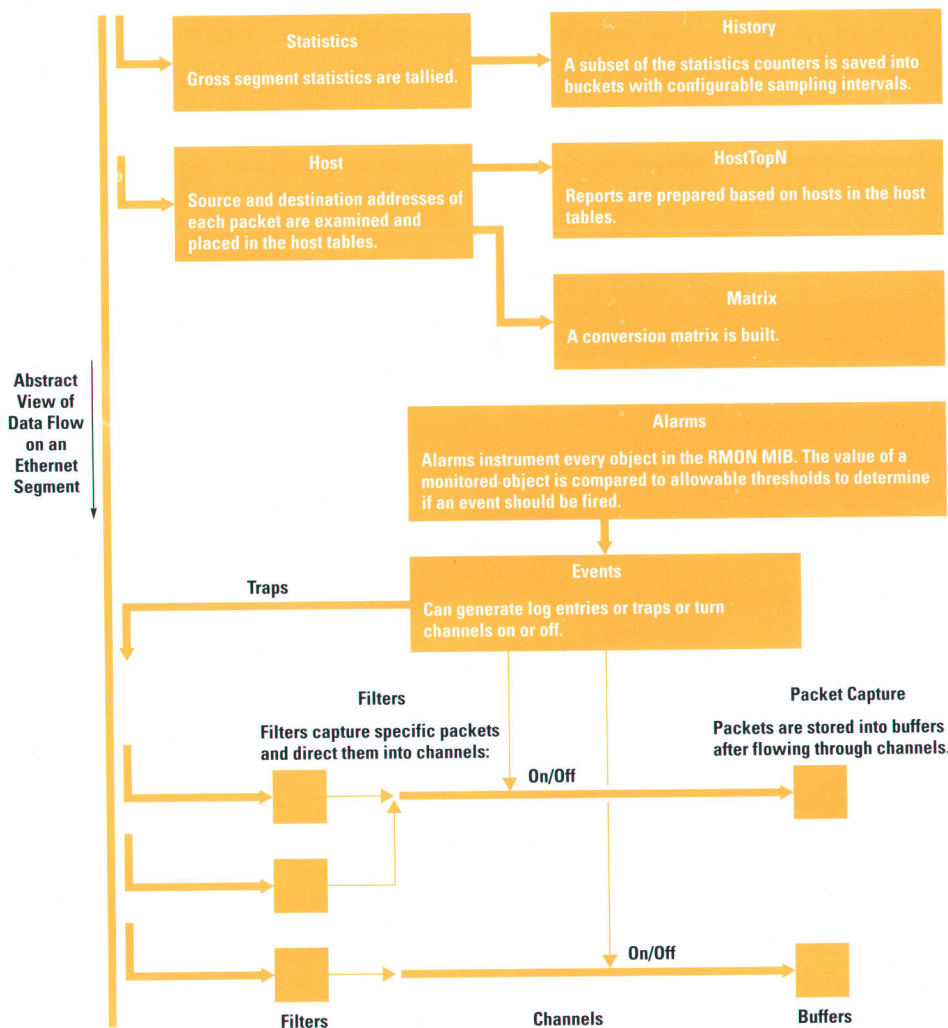 Statistics
Gross segment statistics are tallied.
History
A subset of the statistics counters is saved into
buckets with configurable sampling intervals.
Host
Source and destination addresses of
each packet are examined and
placed in the host tables.
HostTopN
Reports are prepared based on hosts in the host
tables.
Matrix
A conversion matrix is built.
Abstract
View of
Data Flow
on an
Ethernet
Segment
Alarms
Alarms instrument every object in the RMON MIB. The value of a
monitored object is compared to allowable thresholds to determine
if an event should be fired.
Traps
Events
Can generate log entries or traps or turn
channels on or off.
Filters
Filters capture specific packets
and direct them into channels:
Packet Capture
Packets are stored into buffers
after flowing through channels.
On/Off
On/Off
Filters
Channels
Buffers